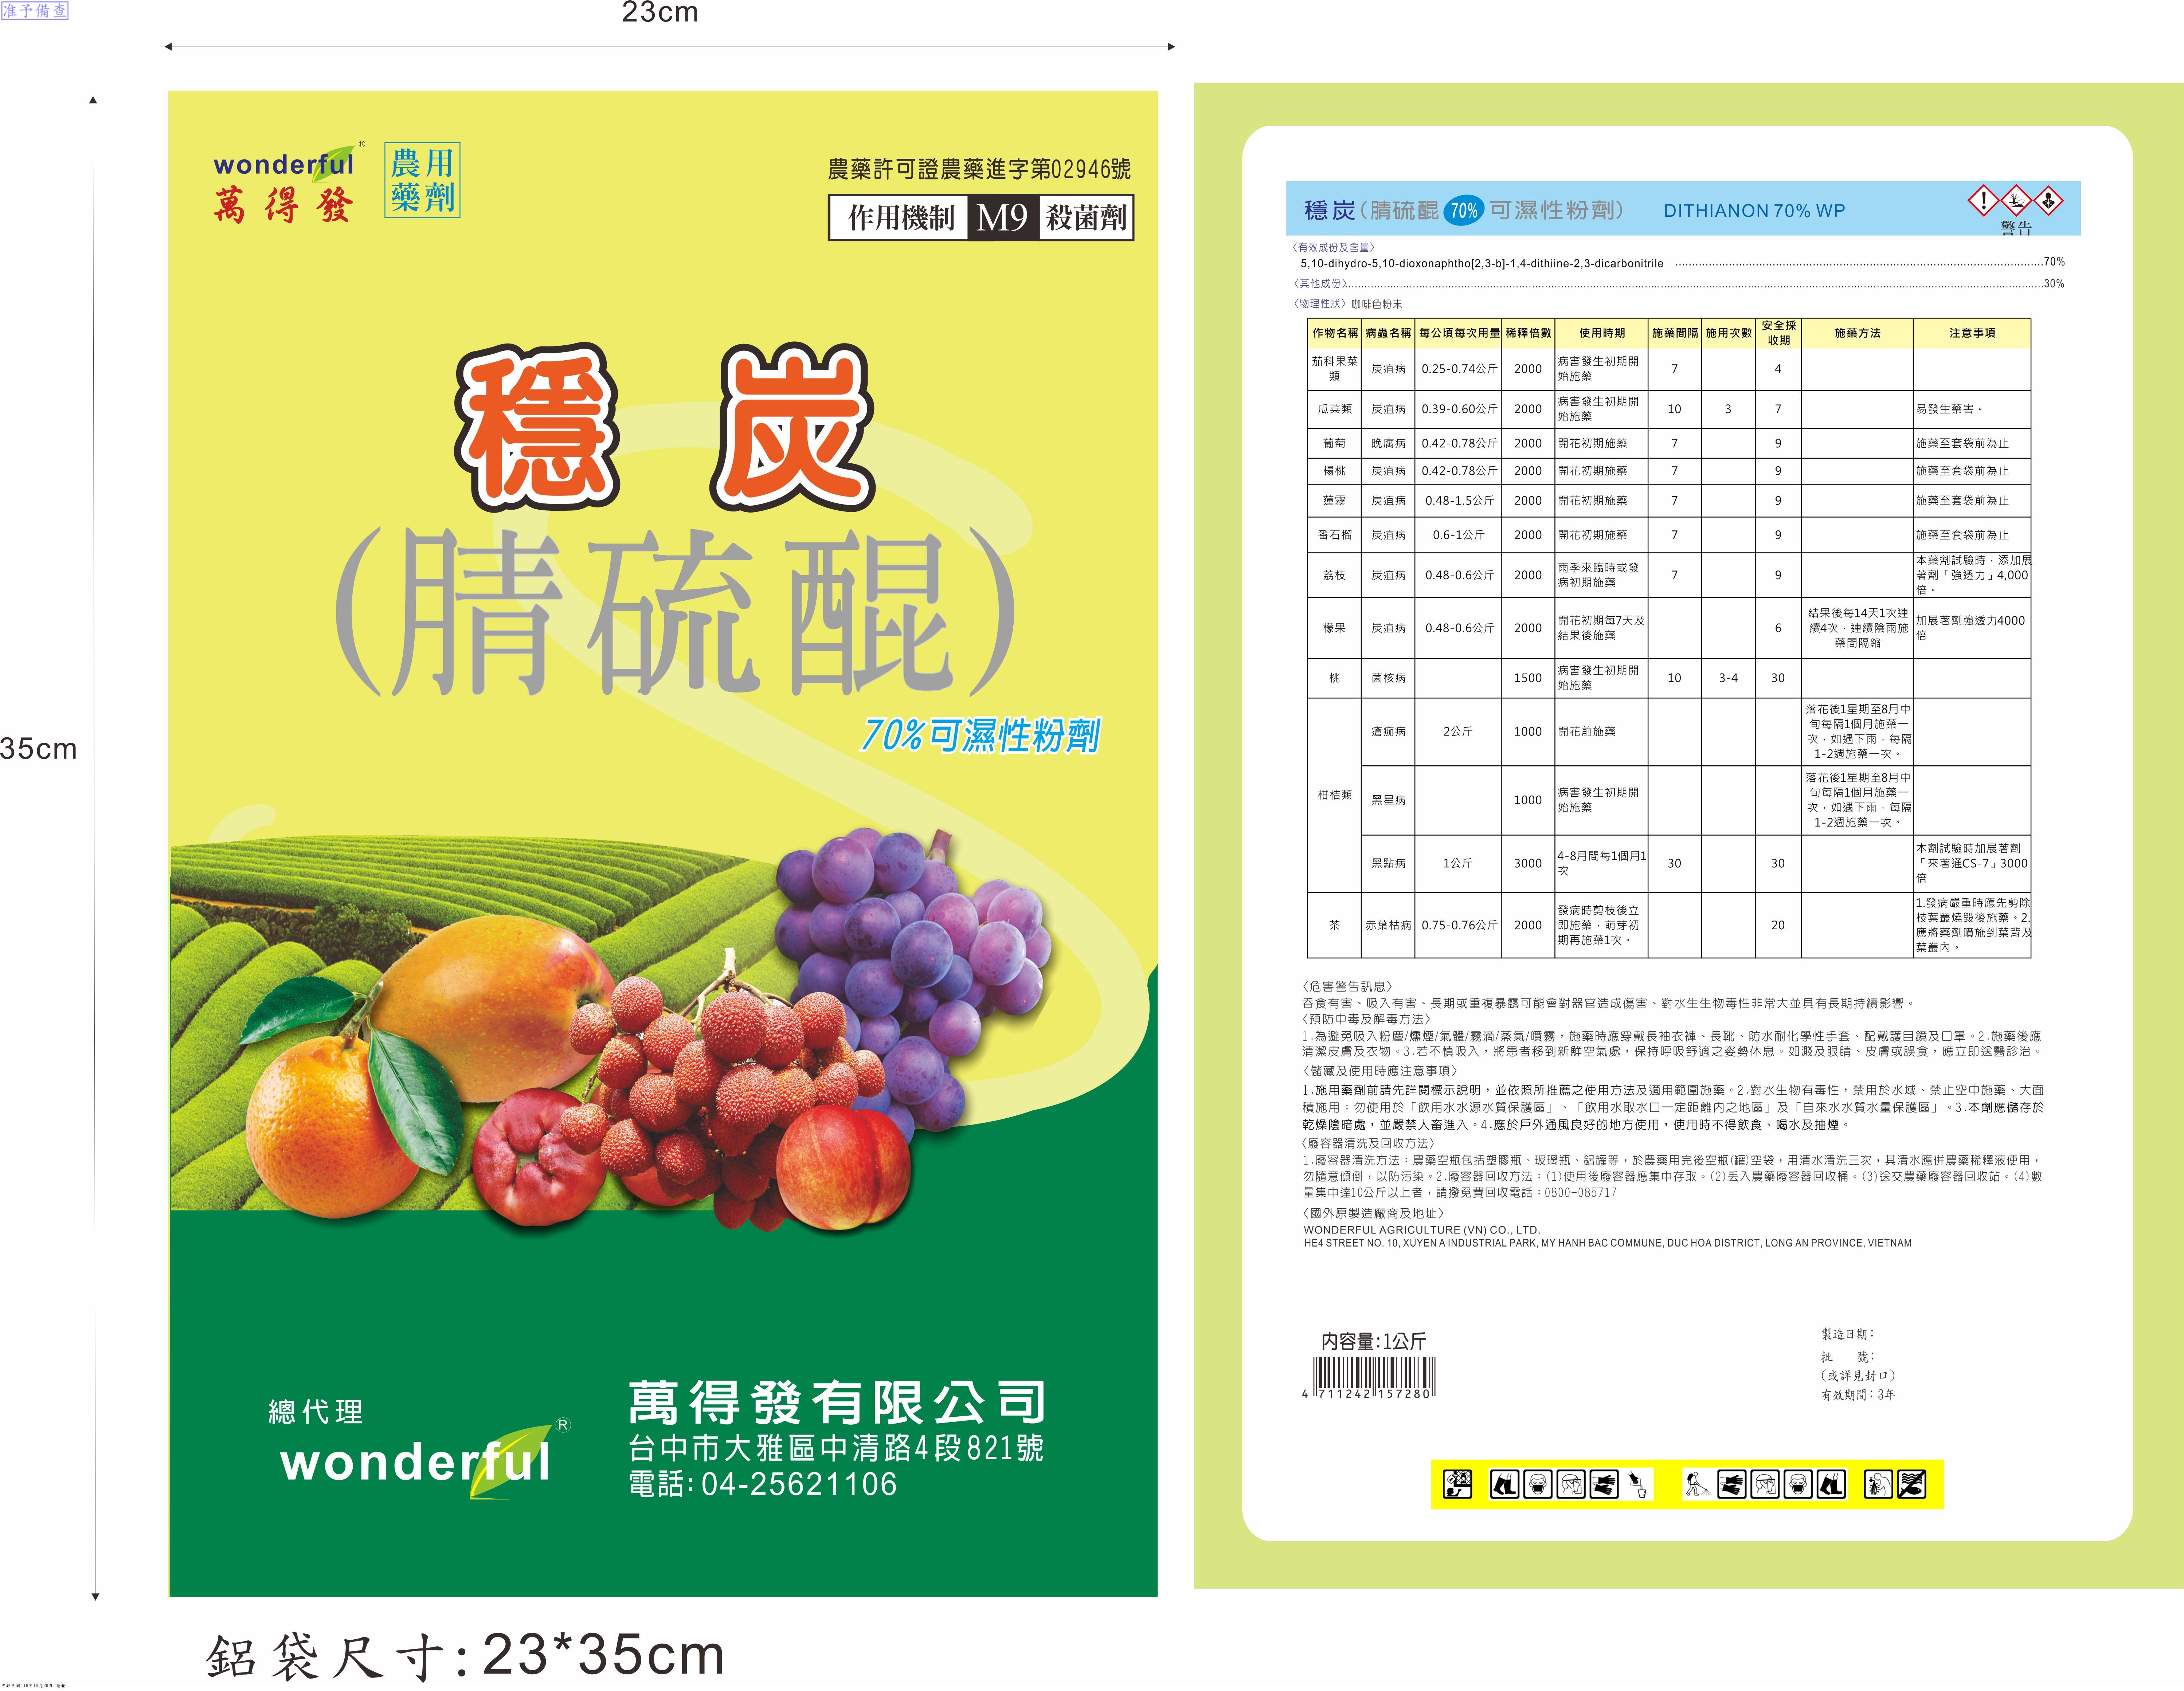 准予備查
23cm
35cm
wonderful®
萬得發
農用
藥劑
農藥許可證農藥進字第02946號
作用機制 M9 殺菌劑
穩炭
(腈硫醌)
70%可濕性粉劑
總代理
wonderful®
萬得發有限公司
台中市大雅區中清路4段821號
電話:04-25621106
鋁袋尺寸:23*35cm
穩炭(腈硫醌70%可濕性粉劑) DITHIANON 70% WP
警告
〈有效成份及含量〉
5,10-dihydro-5,10-dioxonaphtho[2,3-b]-1,4-dithiine-2,3-dicarbonitrile ......70%
〈其他成份〉......30%
〈物理性狀〉咖啡色粉末
作物名稱 病蟲名稱 每公頃每次用量 稀釋倍數 使用時期 施藥間隔 施用次數 安全採收期 施藥方法 注意事項
茄科果菜類 炭疽病 0.25-0.74公斤 2000 病害發生初期開始施藥 7 4
瓜菜類 炭疽病 0.39-0.60公斤 2000 病害發生初期開始施藥 10 3 7 易發生藥害。
葡萄 晚腐病 0.42-0.78公斤 2000 開花初期施藥 7 9 施藥至套袋前為止
楊桃 炭疽病 0.42-0.78公斤 2000 開花初期施藥 7 9 施藥至套袋前為止
蓮霧 炭疽病 0.48-1.5公斤 2000 開花初期施藥 7 9 施藥至套袋前為止
番石榴 炭疽病 0.6-1公斤 2000 開花初期施藥 7 9 施藥至套袋前為止
荔枝 炭疽病 0.48-0.6公斤 2000 雨季來臨時或發病初期施藥 7 9 本藥劑試驗時，添加展著劑「強透力」4,000倍。
檬果 炭疽病 0.48-0.6公斤 2000 開花初期每7天及結果後施藥 6 結果後每14天1次連續4次，連續陰雨施藥間隔縮 加展著劑強透力4000倍
桃 菌核病 1500 病害發生初期開始施藥 10 3-4 30
柑桔類 瘡痂病 2公斤 1000 開花前施藥 落花後1星期至8月中旬每隔1個月施藥一次，如遇下雨，每隔1-2週施藥一次。
黑星病 1000 病害發生初期開始施藥 落花後1星期至8月中旬每隔1個月施藥一次，如遇下雨，每隔1-2週施藥一次。
黑點病 1公斤 3000 4-8月間每1個月1次 30 30 本劑試驗時加展著劑「來著通CS-7」3000倍
茶 赤葉枯病 0.75-0.76公斤 2000 發病時剪枝後立即施藥，萌芽初期再施藥1次。 20 1.發病嚴重時應先剪除枝葉叢燒毀後施藥。2.應將藥劑噴施到葉背及葉叢內。
〈危害警告訊息〉
吞食有害、吸入有害、長期或重複暴露可能會對器官造成傷害、對水生生物毒性非常大並具有長期持續影響。
〈預防中毒及解毒方法〉
1.為避免吸入粉塵/燻煙/氣體/霧滴/蒸氣/噴霧，施藥時應穿戴長袖衣褲、長靴、防水耐化學性手套、配戴護目鏡及口罩。2.施藥後應
清潔皮膚及衣物。3.若不慎吸入，將患者移到新鮮空氣處，保持呼吸舒適之姿勢休息。如濺及眼睛、皮膚或誤食，應立即送醫診治。
〈儲藏及使用時應注意事項〉
1.施用藥劑前請先詳閱標示說明，並依照所推薦之使用方法及適用範圍施藥。2.對水生物有毒性，禁用於水域、禁止空中施藥、大面
積施用：勿使用於「飲用水水源水質保護區」、「飲用水取水口一定距離內之地區」及「自來水水質水量保護區」。3.本劑應儲存於
乾燥陰暗處，並嚴禁人畜進入。4.應於戶外通風良好的地方使用，使用時不得飲食、喝水及抽煙。
〈廢容器清洗及回收方法〉
1.廢容器清洗方法：農藥空瓶包括塑膠瓶、玻璃瓶、鋁罐等，於農藥用完後空瓶(罐)空袋，用清水清洗三次，其清水應併農藥稀釋液使用，
勿隨意傾倒，以防污染。2.廢容器回收方法：(1)使用後廢容器應集中存取。(2)丟入農藥廢容器回收桶。(3)送交農藥廢容器回收站。(4)數
量集中達10公斤以上者，請撥免費回收電話：0800-085717
〈國外原製造廠商及地址〉
WONDERFUL AGRICULTURE (VN) CO., LTD.
HE4 STREET NO. 10, XUYEN A INDUSTRIAL PARK, MY HANH BAC COMMUNE, DUC HOA DISTRICT, LONG AN PROVINCE, VIETNAM
內容量:1公斤
4 711242 157280
製造日期:
批 號:
(或詳見封口)
有效期間:3年